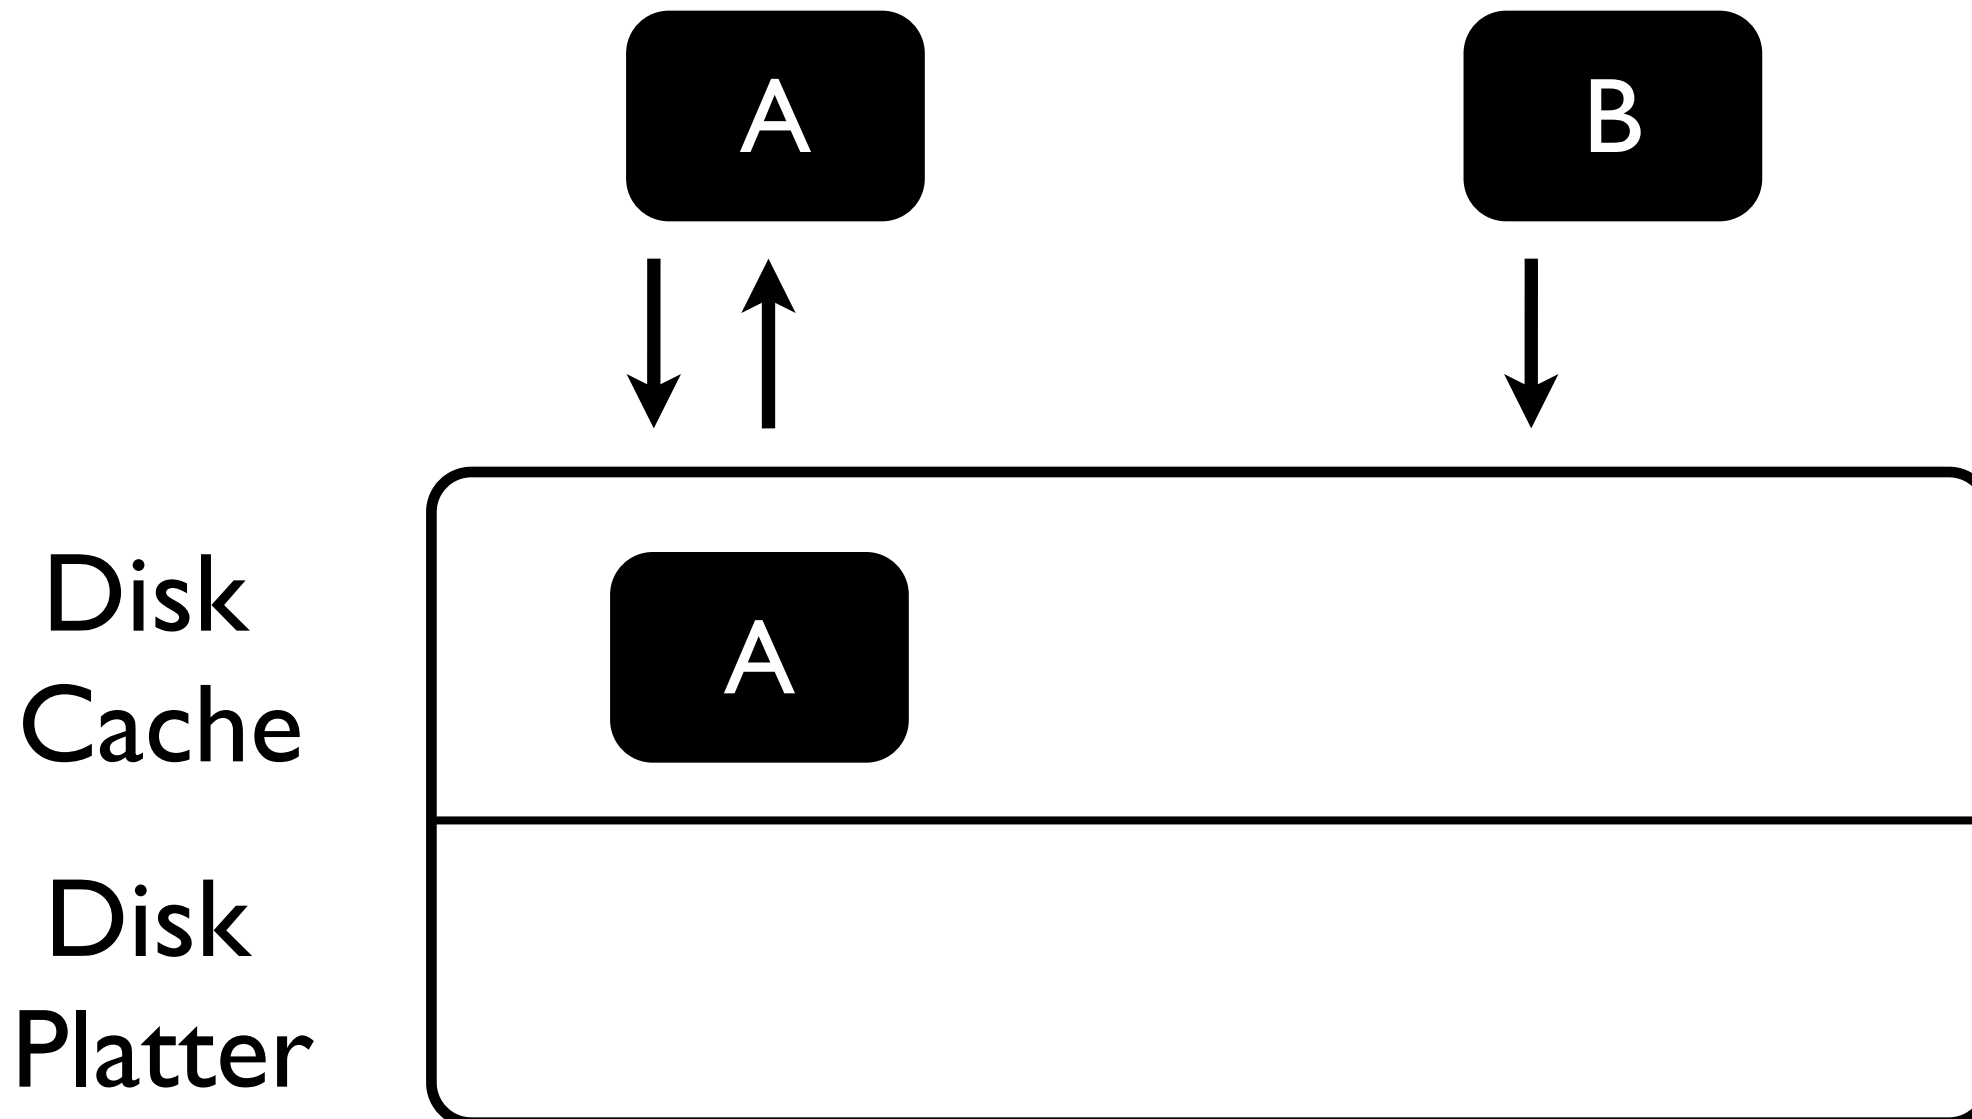 A
B
Disk
Cache
A
Disk
Platter